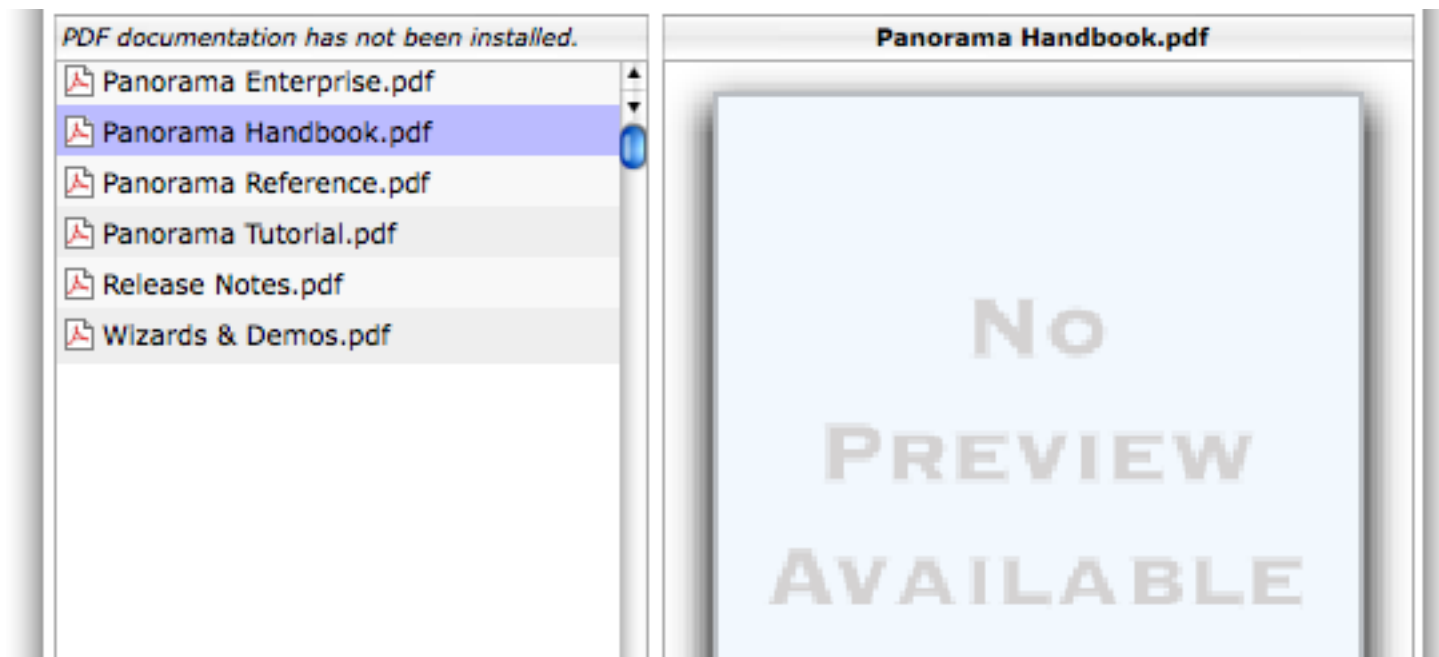 PDF documentation has not been installed.
Panorama Enterprise.pdf
Panorama Handbook.pdf
Panorama Reference.pdf
Panorama Tutorial.pdf
Release Notes.pdf
Wizards & Demos.pdf
Panorama Handbook.pdf
No
Preview
Available